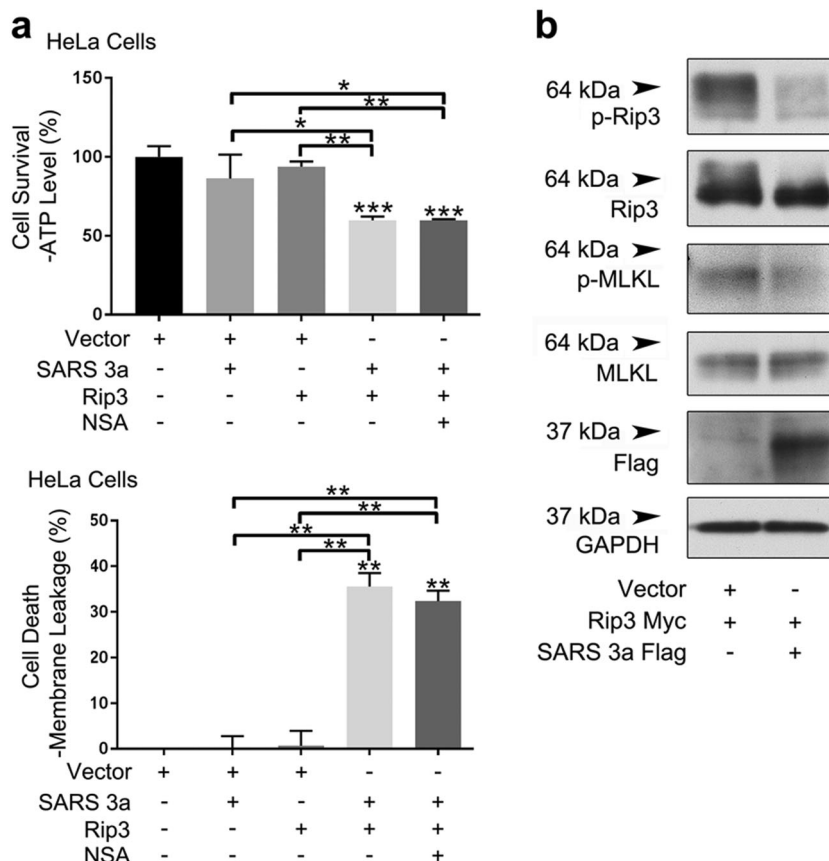 a
HeLa Cells
Cell Survival
-ATP Level (%)
150
100
50
0
*
**
*
**
*** ***
Vector + + + - -
SARS 3a - + - + +
Rip3 - - + + +
NSA - - - - +
HeLa Cells
Cell Death
-Membrane Leakage (%)
50
40
30
20
10
0
**
**
**
**
** **
Vector + + + - -
SARS 3a - + - + +
Rip3 - - + + +
NSA - - - - +
b
64 kDa
p-Rip3
64 kDa
Rip3
64 kDa
p-MLKL
64 kDa
MLKL
37 kDa
Flag
37 kDa
GAPDH
Vector + -
Rip3 Myc + +
SARS 3a Flag - +